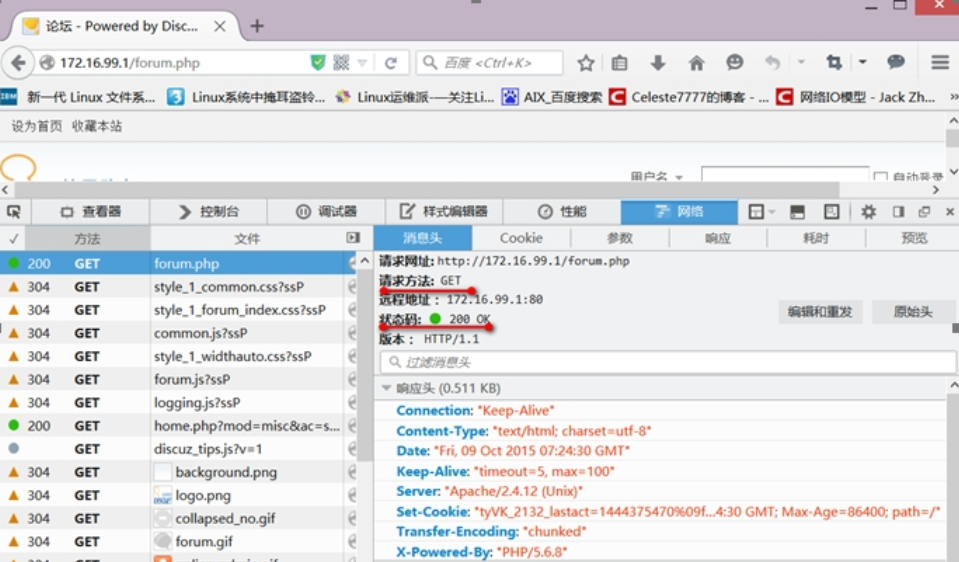 论坛 - Powered by Disc...
172.16.99.1/forum.php
百度 <Ctrl+K>
IBM 新一代 Linux 文件系... Linux系统中掩耳盗铃... Linux运维派-—关注Li... AIX_百度搜索 Celeste7777的博客 - ... 网络IO模型 - Jack Zh... »
设为首页 收藏本站
用户名 自动登录
查看器 控制台 调试器 样式编辑器 性能 网络
✓ 方法 文件 消息头 Cookie 参数 响应 耗时 预览
200 GET forum.php
304 GET style_1_common.css?ssP
304 GET style_1_forum_index.css?ssP
304 GET common.js?ssP
304 GET style_1_widthauto.css?ssP
304 GET forum.js?ssP
304 GET logging.js?ssP
200 GET home.php?mod=misc&ac=s...
GET discuz_tips.js?v=1
304 GET background.png
304 GET logo.png
304 GET collapsed_no.gif
304 GET forum.gif
304 GET
请求网址: http://172.16.99.1/forum.php
请求方法: GET
远程地址: 172.16.99.1:80
状态码: 200 OK
编辑和重发 原始头
版本: HTTP/1.1
过滤消息头
响应头 (0.511 KB)
Connection: "Keep-Alive"
Content-Type: "text/html; charset=utf-8"
Date: "Fri, 09 Oct 2015 07:24:30 GMT"
Keep-Alive: "timeout=5, max=100"
Server: "Apache/2.4.12 (Unix)"
Set-Cookie: "tyVK_2132_lastact=1444375470%09f...4:30 GMT; Max-Age=86400; path=/"
Transfer-Encoding: "chunked"
X-Powered-By: "PHP/5.6.8"